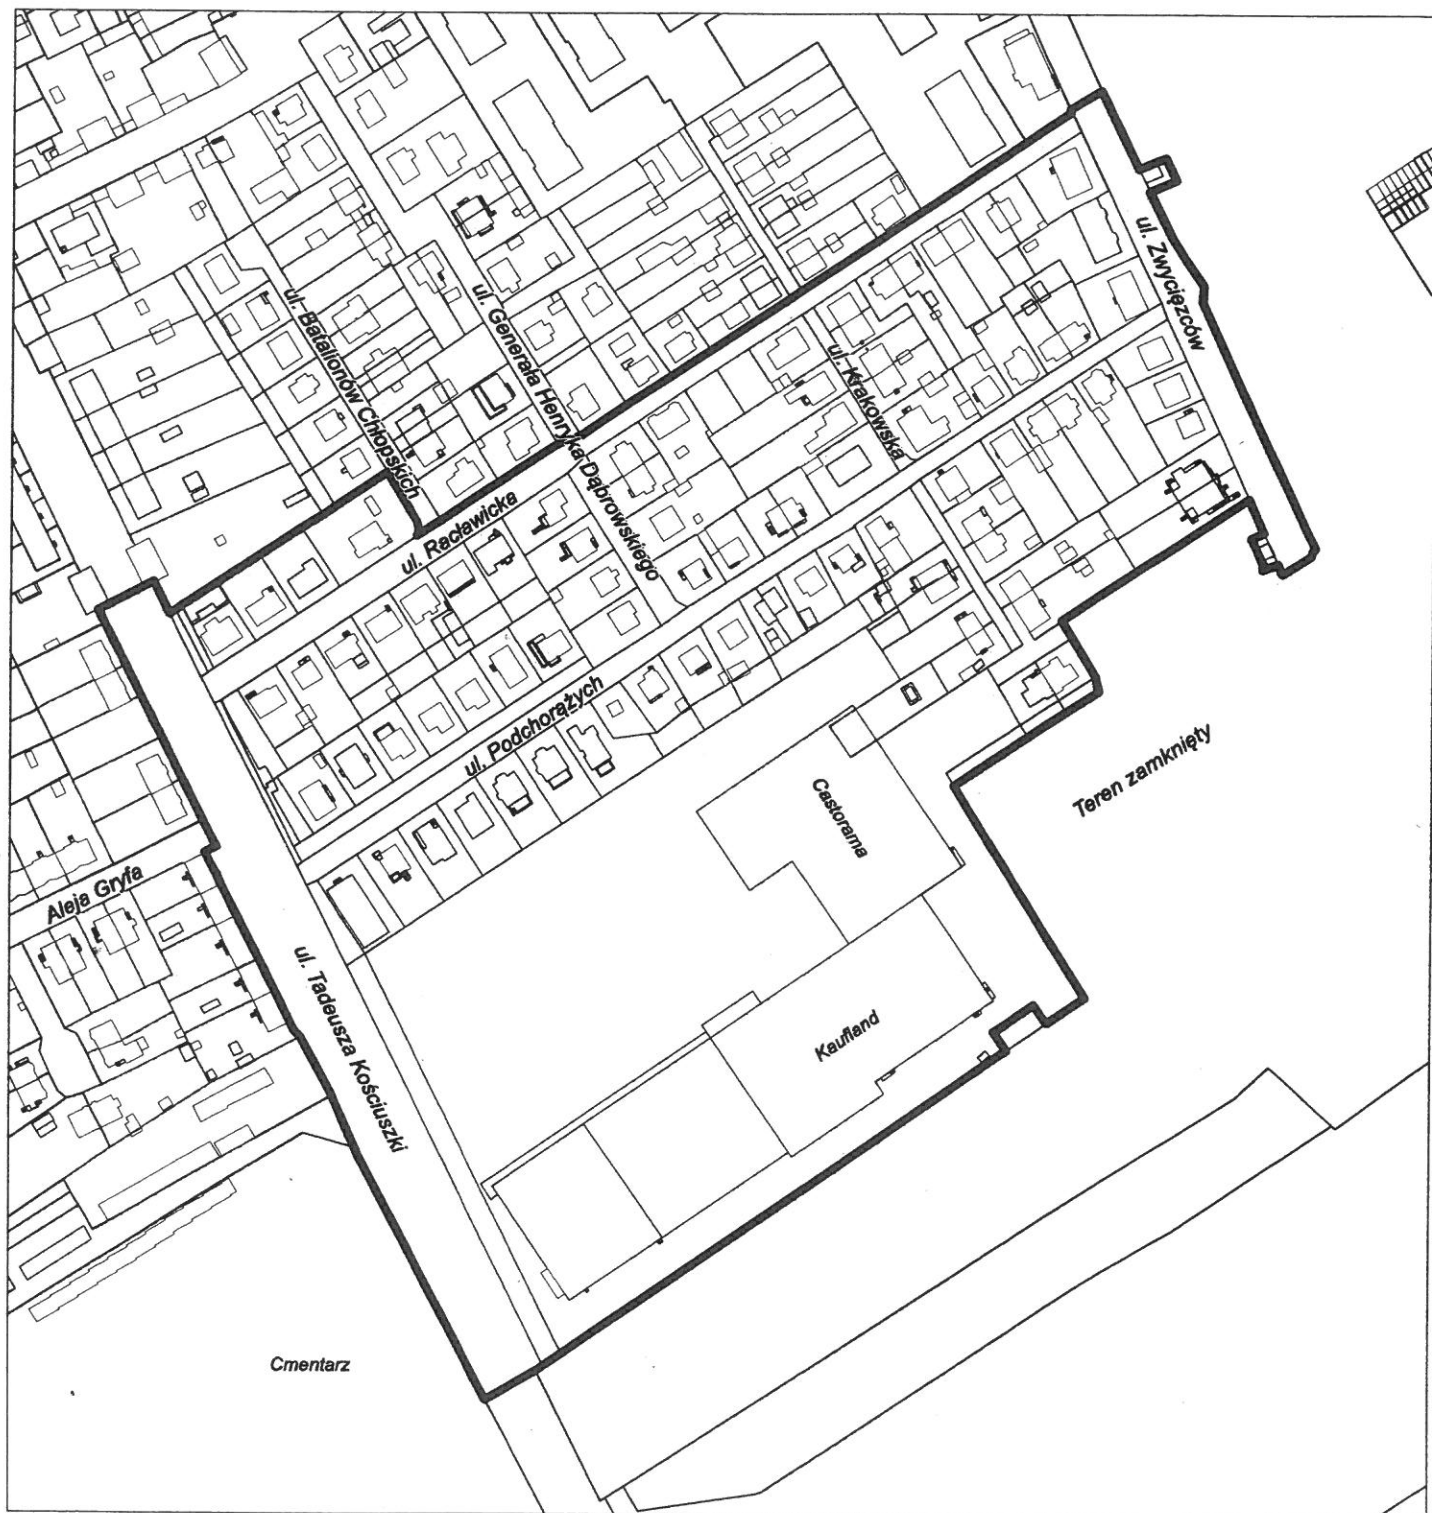 ul. Zwycięzców
ul. Batalionów Chłopskich
ul. Generała Henryka Dąbrowskiego
ul. Krakowska
ul. Racławicka
ul. Podchorążych
Castorama
Teren zamknięty
Aleja Gryfa
ul. Tadeusza Kościuszki
Kaufland
Cmentarz